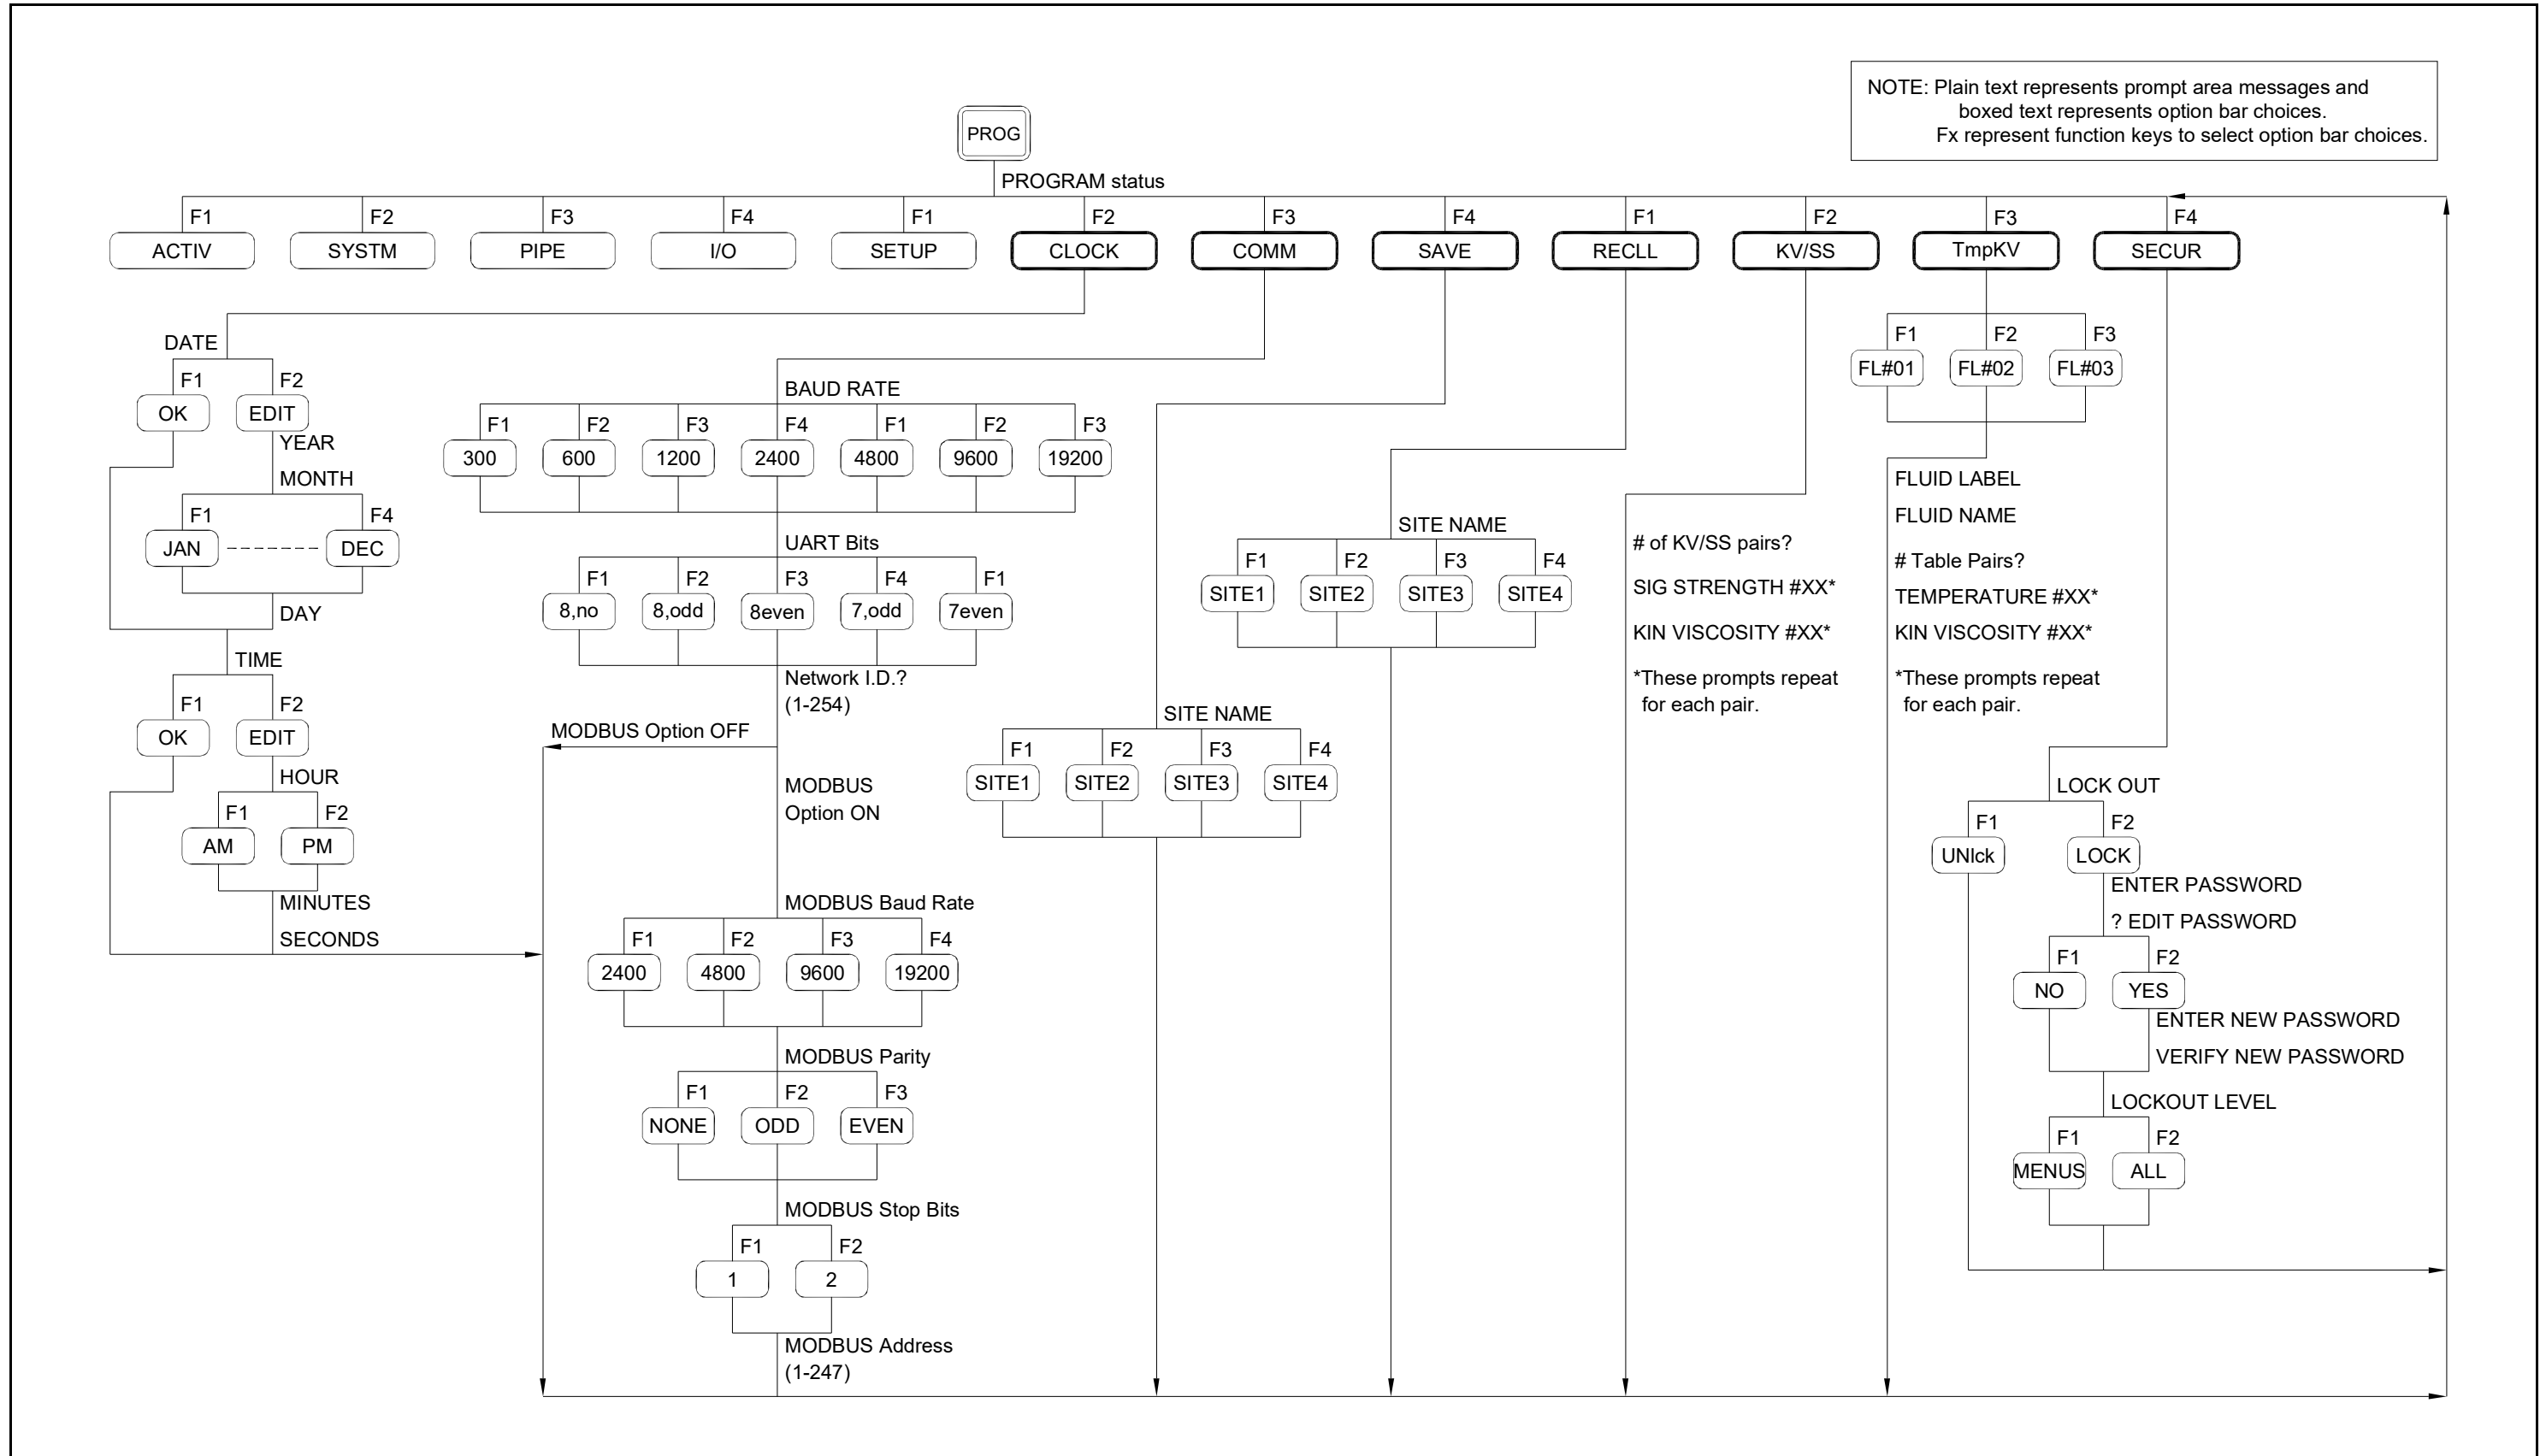 NOTE: Plain text represents prompt area messages and
boxed text represents option bar choices.
Fx represent function keys to select option bar choices.
PROG
PROGRAM status
F1 F2 F3 F4 F1 F2 F3 F4 F1 F2 F3 F4
ACTIV SYSTM PIPE I/O SETUP CLOCK COMM SAVE RECLL KV/SS TmpKV SECUR
DATE
F1 F2
OK EDIT
YEAR
MONTH
F1 F4
JAN DEC
DAY
TIME
F1 F2
OK EDIT
HOUR
F1 F2
AM PM
MINUTES
SECONDS
BAUD RATE
F1 F2 F3 F4 F1 F2 F3
300 600 1200 2400 4800 9600 19200
UART Bits
F1 F2 F3 F4 F1
8,no 8,odd 8even 7,odd 7even
Network I.D.?
(1-254)
MODBUS Option OFF
MODBUS
Option ON
MODBUS Baud Rate
F1 F2 F3 F4
2400 4800 9600 19200
MODBUS Parity
F1 F2 F3
NONE ODD EVEN
MODBUS Stop Bits
F1 F2
1 2
MODBUS Address
(1-247)
SITE NAME
F1 F2 F3 F4
SITE1 SITE2 SITE3 SITE4
SITE NAME
F1 F2 F3 F4
SITE1 SITE2 SITE3 SITE4
# of KV/SS pairs?
SIG STRENGTH #XX*
KIN VISCOSITY #XX*
*These prompts repeat
for each pair.
F1 F2 F3
FL#01 FL#02 FL#03
FLUID LABEL
FLUID NAME
# Table Pairs?
TEMPERATURE #XX*
KIN VISCOSITY #XX*
*These prompts repeat
for each pair.
LOCK OUT
F1 F2
UNlck LOCK
ENTER PASSWORD
? EDIT PASSWORD
F1 F2
NO YES
ENTER NEW PASSWORD
VERIFY NEW PASSWORD
LOCKOUT LEVEL
F1 F2
MENUS ALL